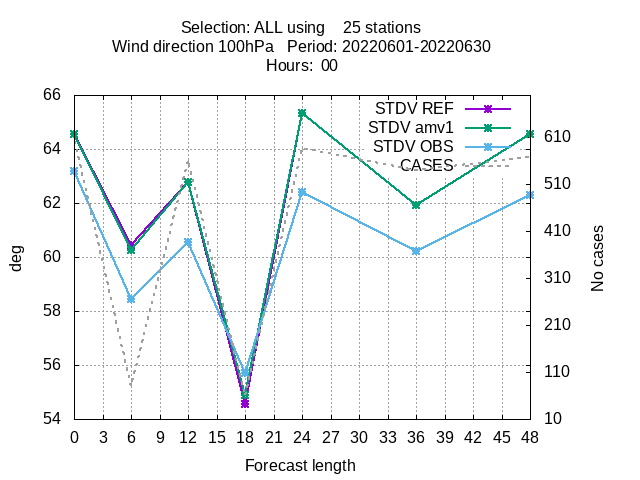 Selection: ALL using    25 stations
Wind direction 100hPa   Period: 20220601-20220630
Hours:  00
STDV REF
STDV amv1
STDV OBS
CASES
deg
66
64
62
60
58
56
54
610
510
410
310
210
110
10
No cases
0 3 6 9 12 15 18 21 24 27 30 33 36 39 42 45 48
Forecast length